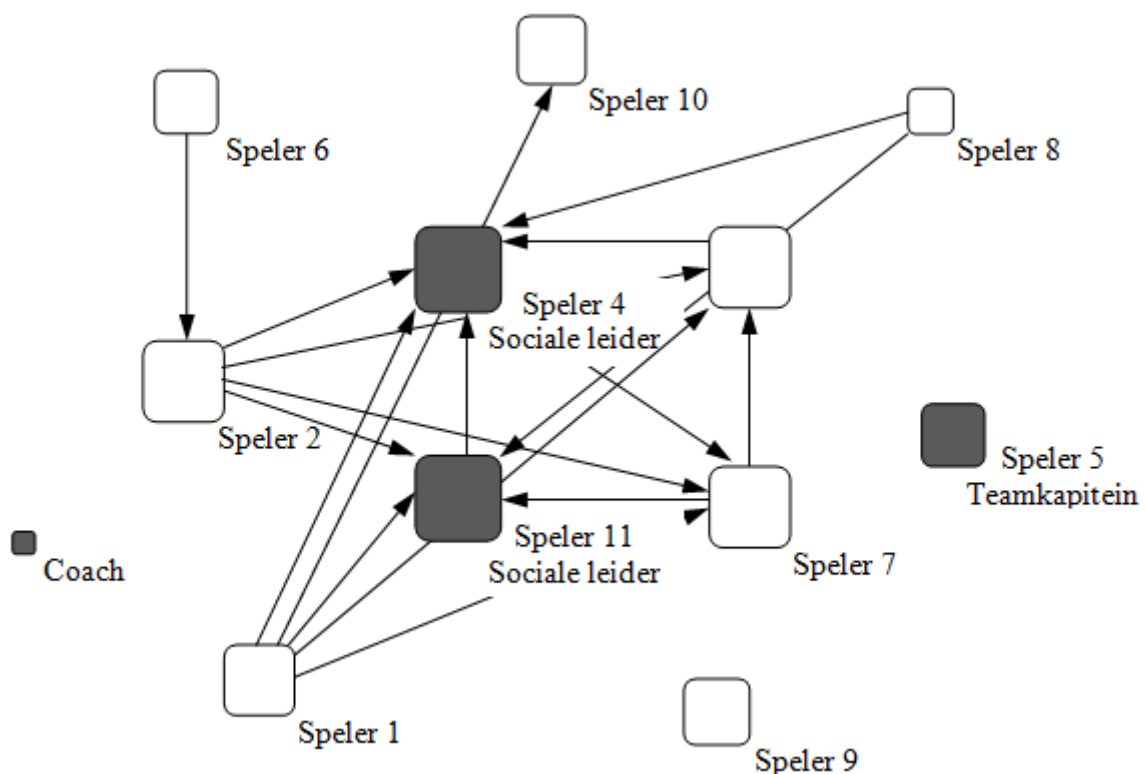 Speler 10
Speler 6
Speler 8
Speler 4
Sociale leider
Speler 2
Speler 5
Teamkapitein
Speler 11
Sociale leider
Speler 7
Coach
Speler 1
Speler 9